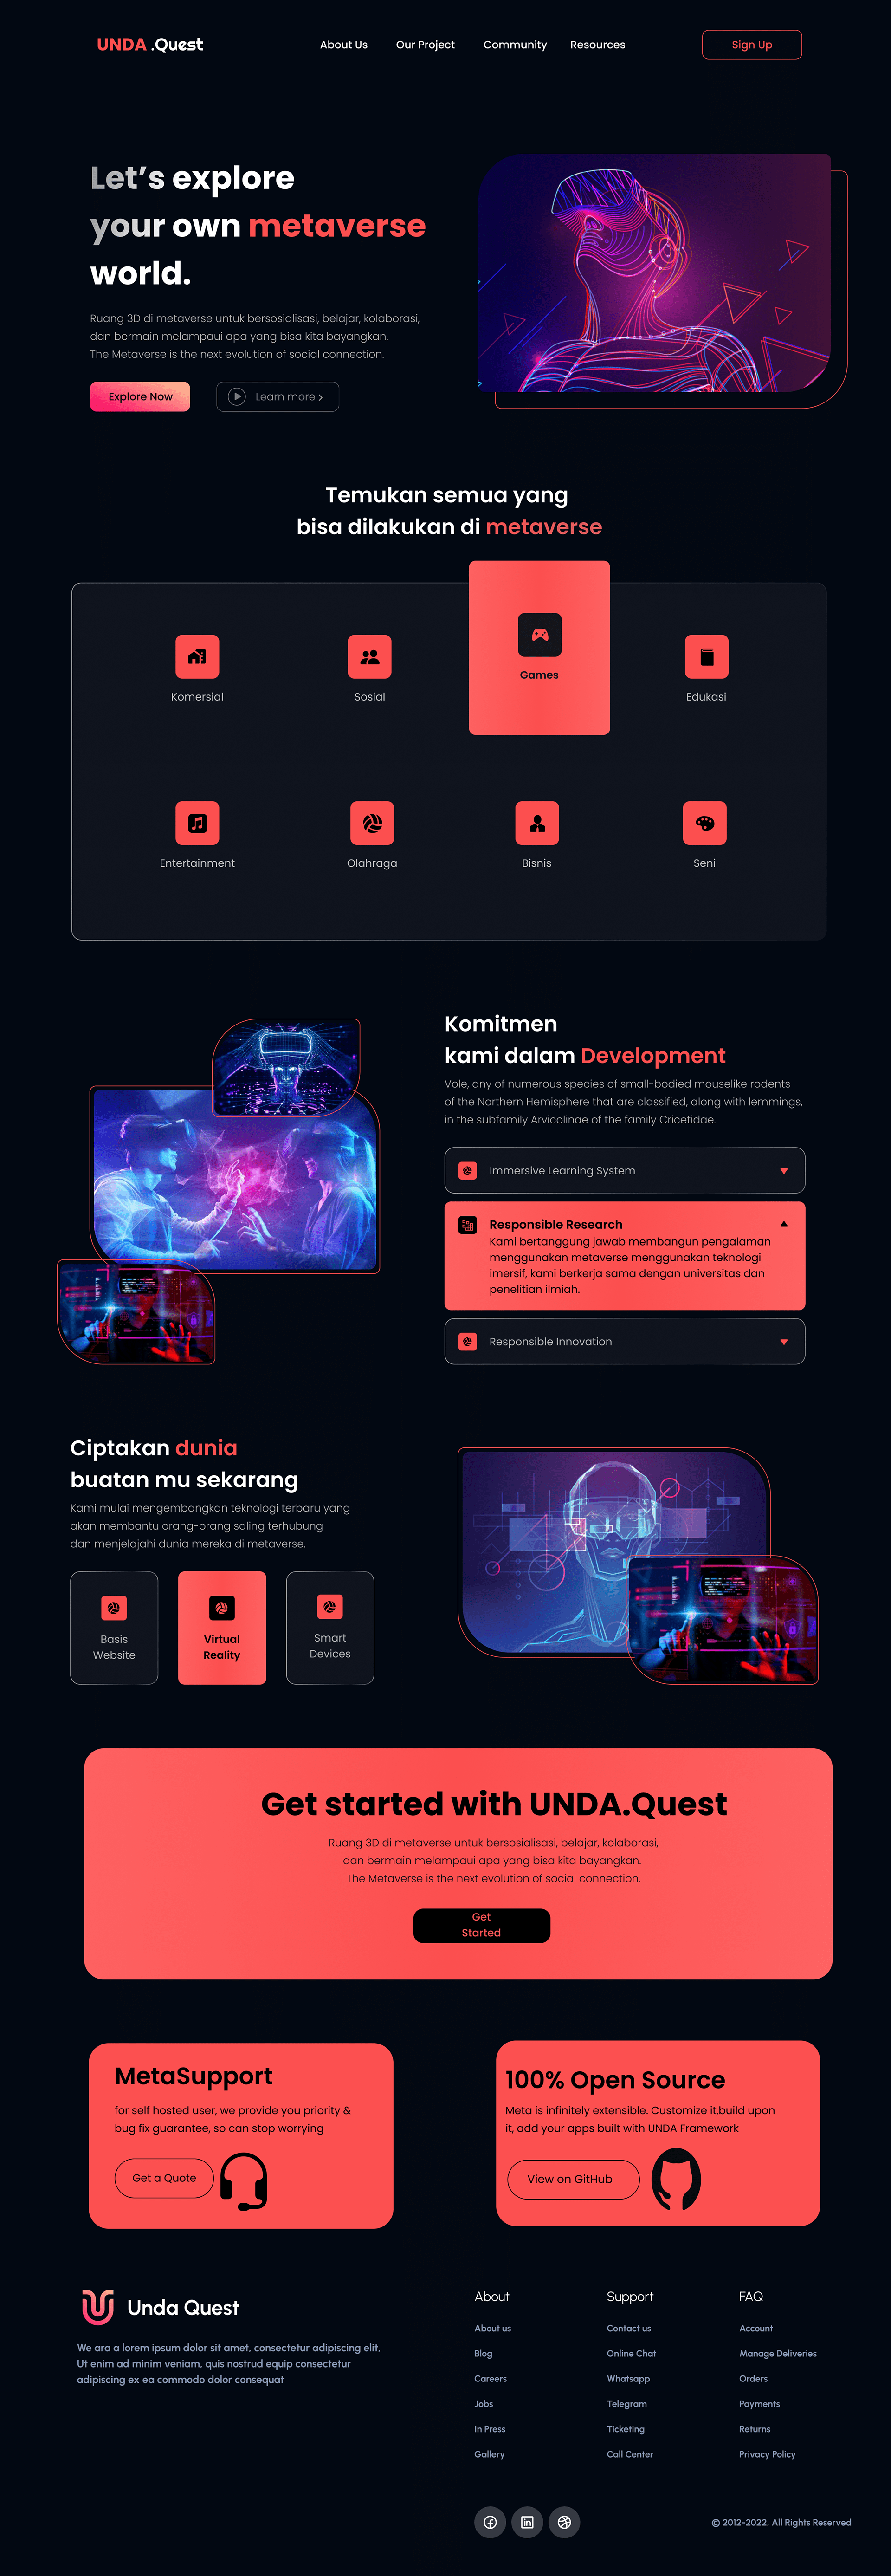 UNDA .Quest
About Us
Our Project
Community
Resources
Sign Up
Let's explore
your own metaverse
world.
Ruang 3D di metaverse untuk bersosialisasi, belajar, kolaborasi,
dan bermain melampaui apa yang bisa kita bayangkan.
The Metaverse is the next evolution of social connection.
Explore Now
Learn more >
Temukan semua yang
bisa dilakukan di metaverse
Komersial
Sosial
Games
Edukasi
Entertainment
Olahraga
Bisnis
Seni
Komitmen
kami dalam Development
Vole, any of numerous species of small-bodied mouselike rodents
of the Northern Hemisphere that are classified, along with lemmings,
in the subfamily Arvicolinae of the family Cricetidae.
Immersive Learning System
Responsible Research
Kami bertanggung jawab membangun pengalaman
menggunakan metaverse menggunakan teknologi
imersif, kami berkerja sama dengan universitas dan
penelitian ilmiah.
Responsible Innovation
Ciptakan dunia
buatan mu sekarang
Kami mulai mengembangkan teknologi terbaru yang
akan membantu orang-orang saling terhubung
dan menjelajahi dunia mereka di metaverse.
Basis
Website
Virtual
Reality
Smart
Devices
Get started with UNDA.Quest
Ruang 3D di metaverse untuk bersosialisasi, belajar, kolaborasi,
dan bermain melampaui apa yang bisa kita bayangkan.
The Metaverse is the next evolution of social connection.
Get
Started
MetaSupport
for self hosted user, we provide you priority &
bug fix guarantee, so can stop worrying
Get a Quote
100% Open Source
Meta is infinitely extensible. Customize it,build upon
it, add your apps built with UNDA Framework
View on GitHub
Unda Quest
We ara a lorem ipsum dolor sit amet, consectetur adipiscing elit,
Ut enim ad minim veniam, quis nostrud equip consectetur
adipiscing ex ea commodo dolor consequat
About
About us
Blog
Careers
Jobs
In Press
Gallery
Support
Contact us
Online Chat
Whatsapp
Telegram
Ticketing
Call Center
FAQ
Account
Manage Deliveries
Orders
Payments
Returns
Privacy Policy
© 2012-2022, All Rights Reserved